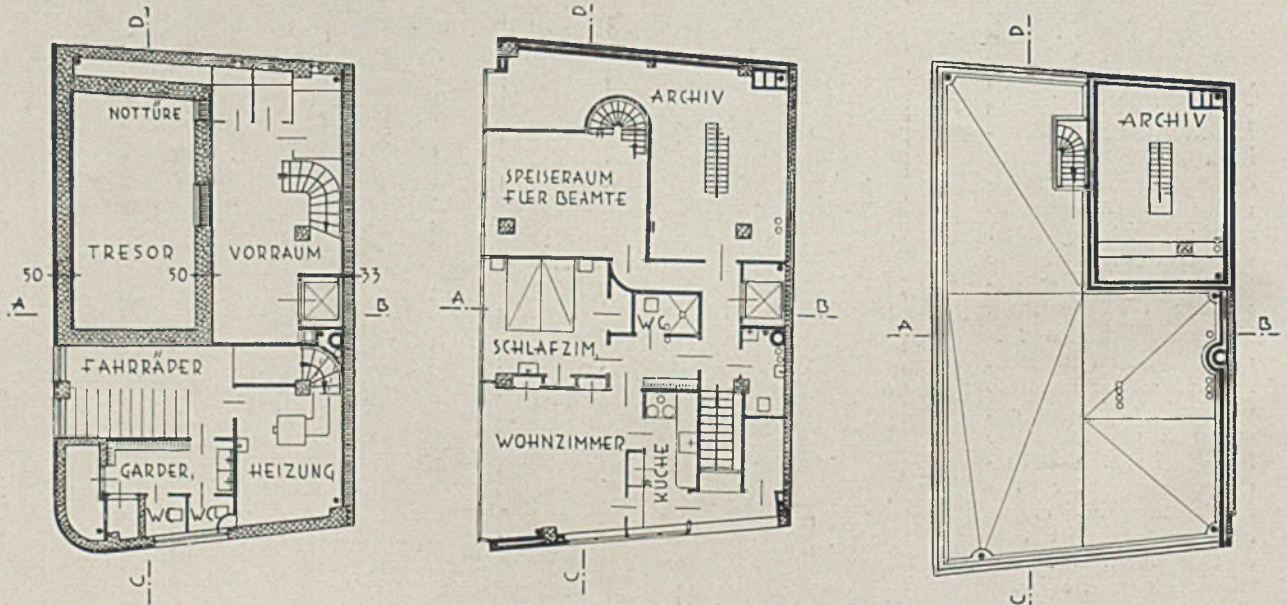 D
NOTTÜRE
TRESOR
VORRAUM
50
50
33
A
B
FAHRRÄDER
GARDER.
HEIZUNG
WC
WC
C
D
ARCHIV
SPEISERAUM
FUER BEAMTE
A
B
WC
SCHLAFZIM.
WOHNZIMMER
KÜCHE
C
D
ARCHIV
A
B
C